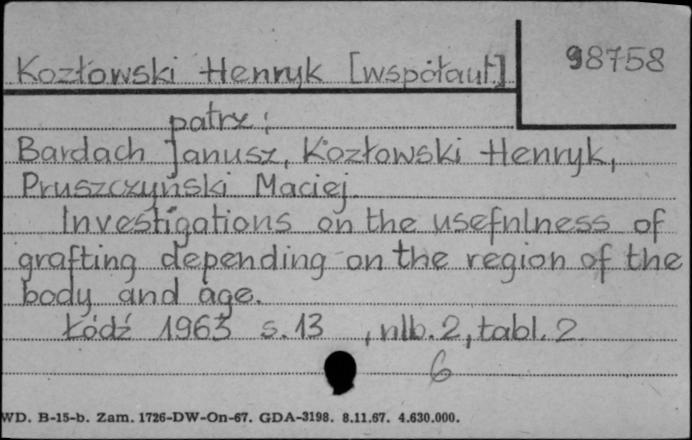 Kozłowski Henryk [współaut.] 98758
patrz:
Bardach Janusz, Kozłowski Henryk,
Pruszczyński Maciej.
Investigations on the usefnlness of
grafting depending on the region of the
body and age.
Łódź 1963 s. 13 , nlb. 2, tabl. 2.
6
WD. B-15-b. Zam. 1726-DW-On-67. GDA-3198. 8.11.67. 4.630.000.